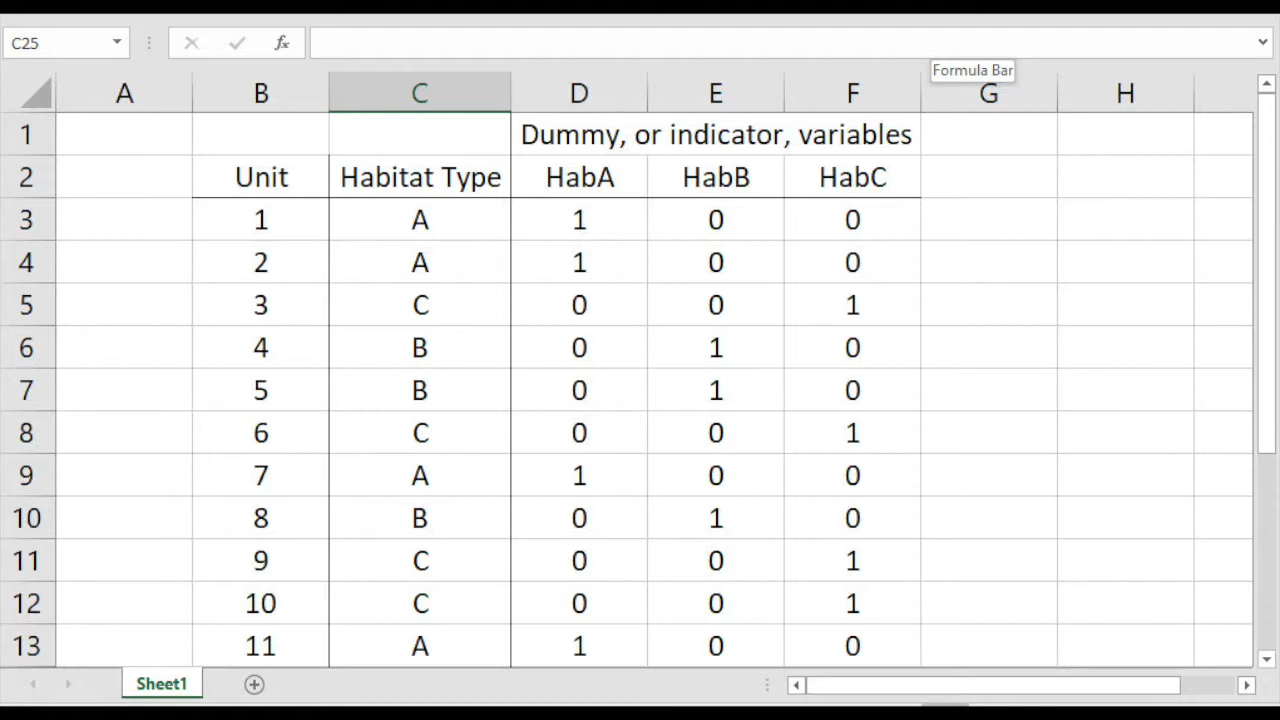 C25
fx
Formula Bar
A B C D E F G H
1 Dummy, or indicator, variables
2 Unit Habitat Type HabA HabB HabC
3 1 A 1 0 0
4 2 A 1 0 0
5 3 C 0 0 1
6 4 B 0 1 0
7 5 B 0 1 0
8 6 C 0 0 1
9 7 A 1 0 0
10 8 B 0 1 0
11 9 C 0 0 1
12 10 C 0 0 1
13 11 A 1 0 0
Sheet1